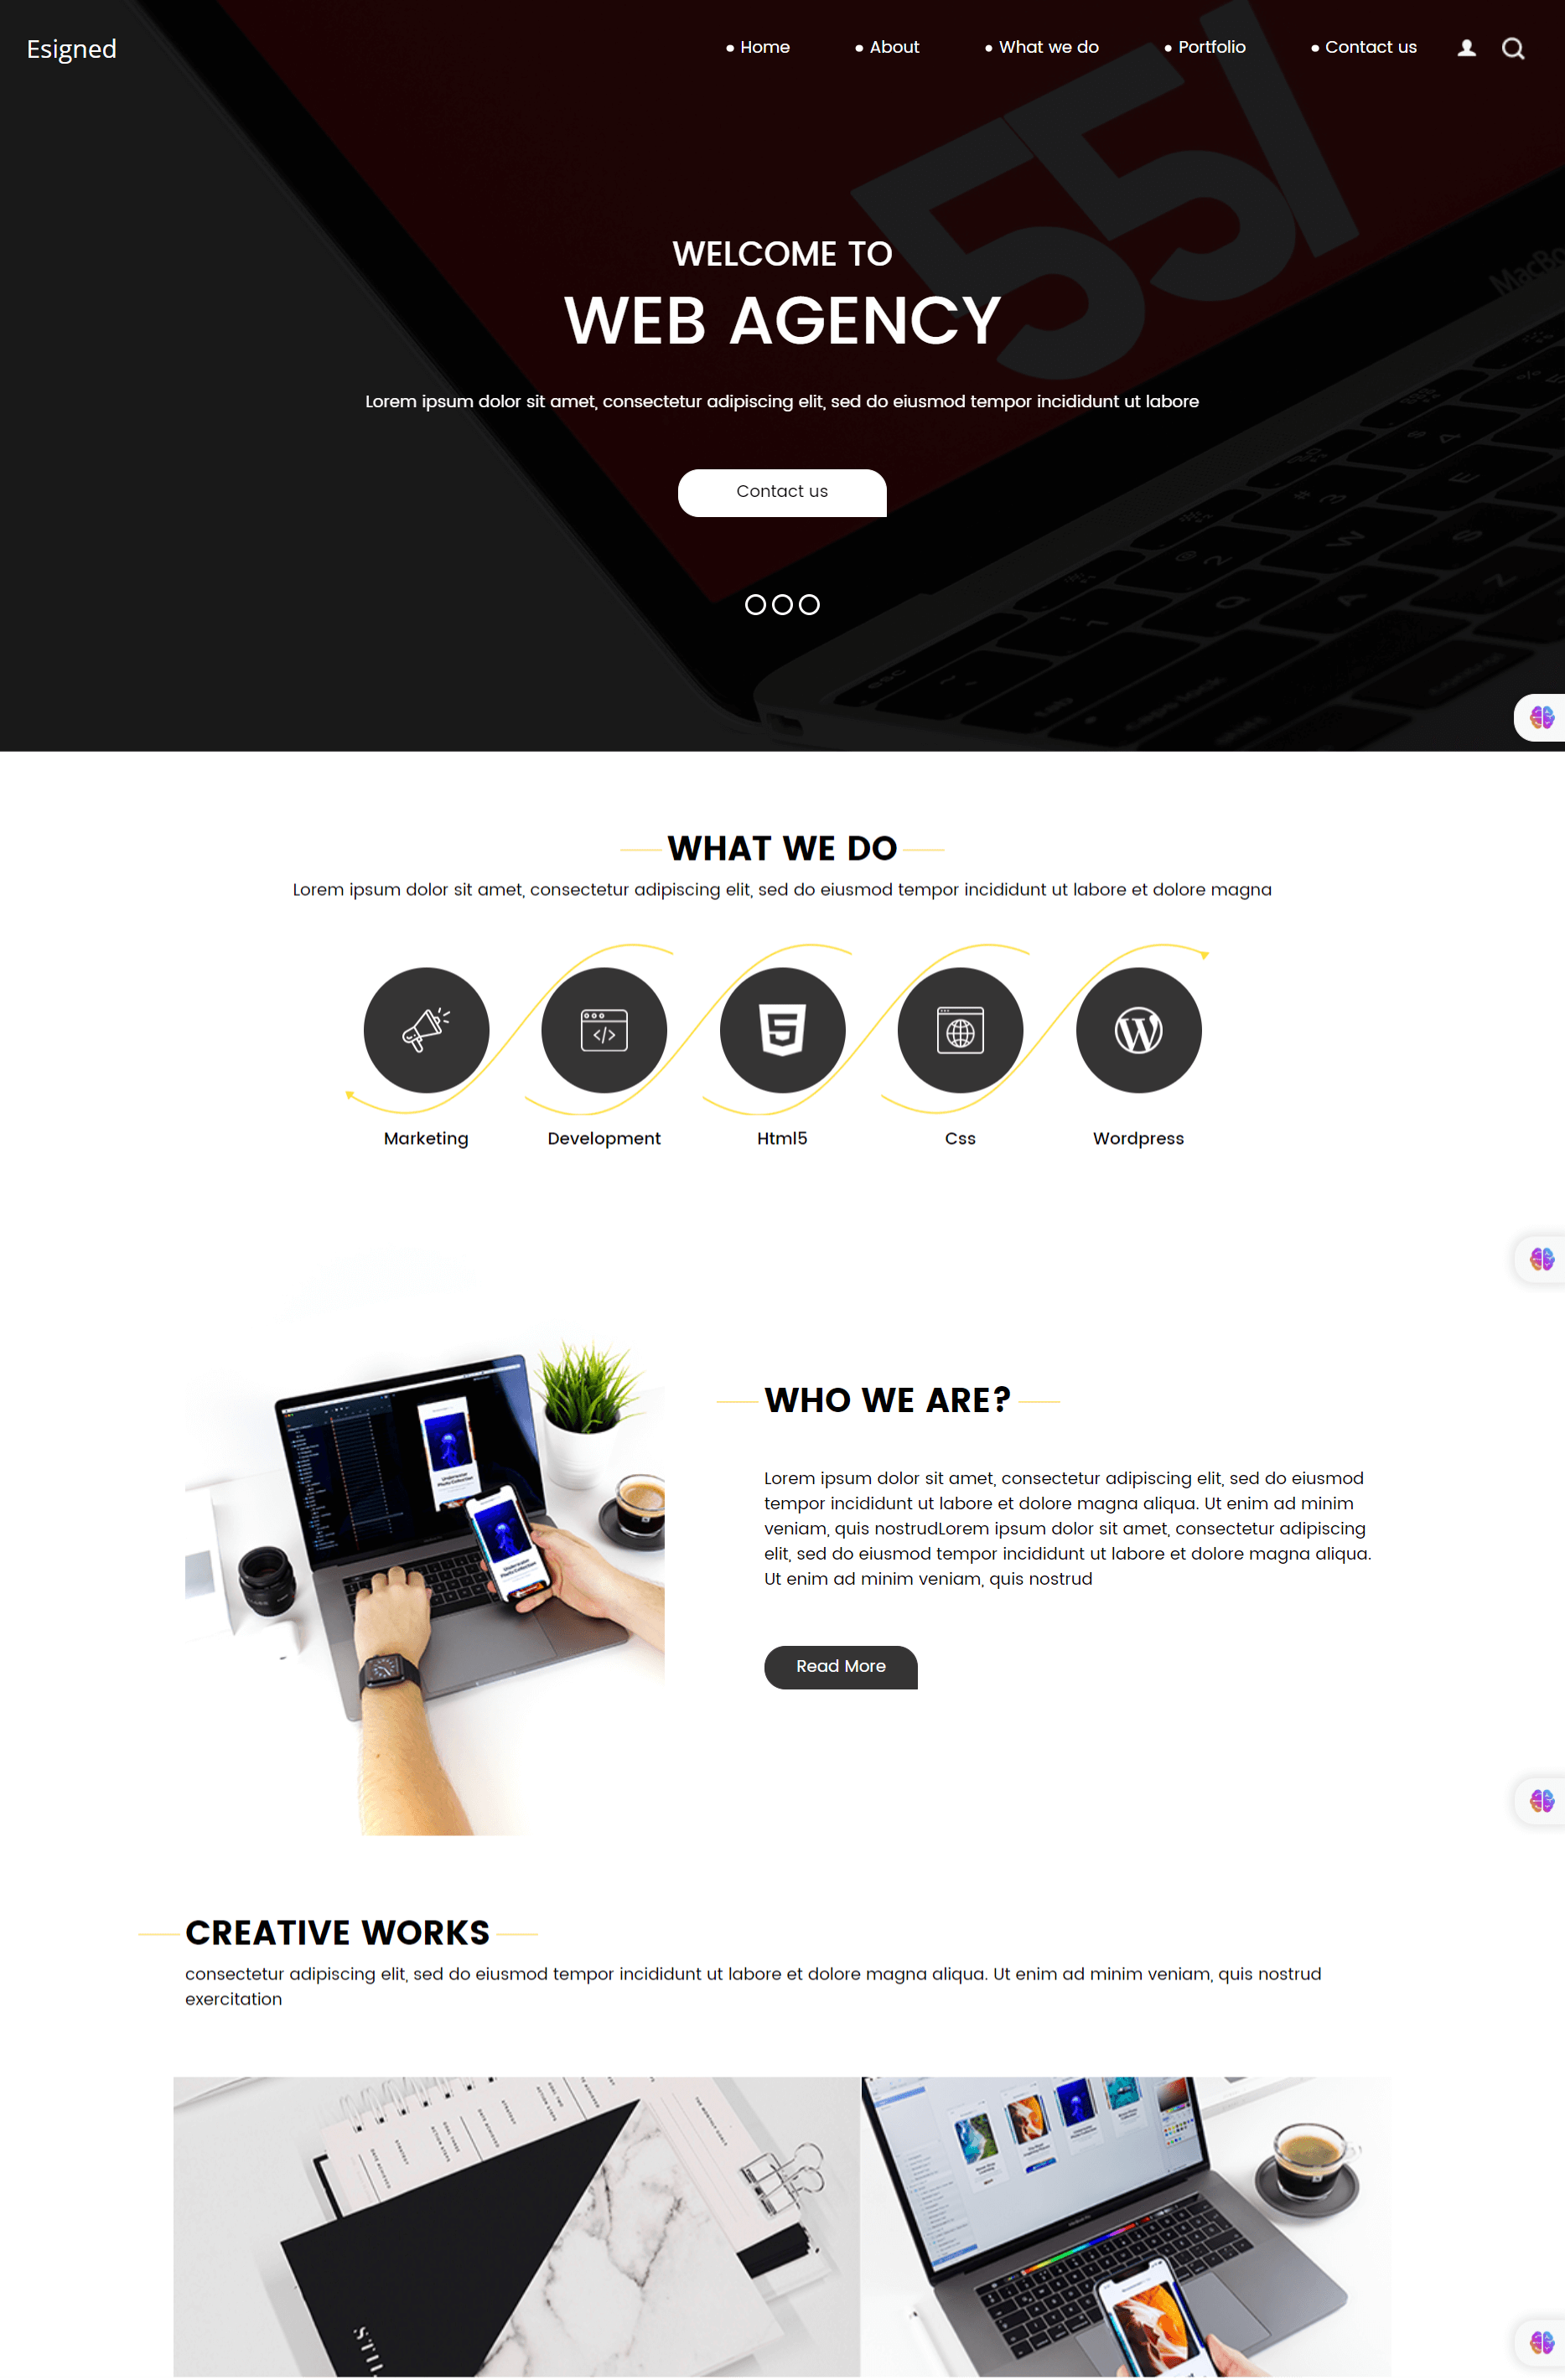 Esigned
Home
About
What we do
Portfolio
Contact us
55/
MacBo
WELCOME TO
WEB AGENCY
Lorem ipsum dolor sit amet, consectetur adipiscing elit, sed do eiusmod tempor incididunt ut labore
Contact us
WHAT WE DO
Lorem ipsum dolor sit amet, consectetur adipiscing elit, sed do eiusmod tempor incididunt ut labore et dolore magna
Marketing
Development
Html5
Css
Wordpress
WHO WE ARE?
Lorem ipsum dolor sit amet, consectetur adipiscing elit, sed do eiusmod
tempor incididunt ut labore et dolore magna aliqua. Ut enim ad minim
veniam, quis nostrudLorem ipsum dolor sit amet, consectetur adipiscing
elit, sed do eiusmod tempor incididunt ut labore et dolore magna aliqua.
Ut enim ad minim veniam, quis nostrud
Read More
CREATIVE WORKS
consectetur adipiscing elit, sed do eiusmod tempor incididunt ut labore et dolore magna aliqua. Ut enim ad minim veniam, quis nostrud
exercitation